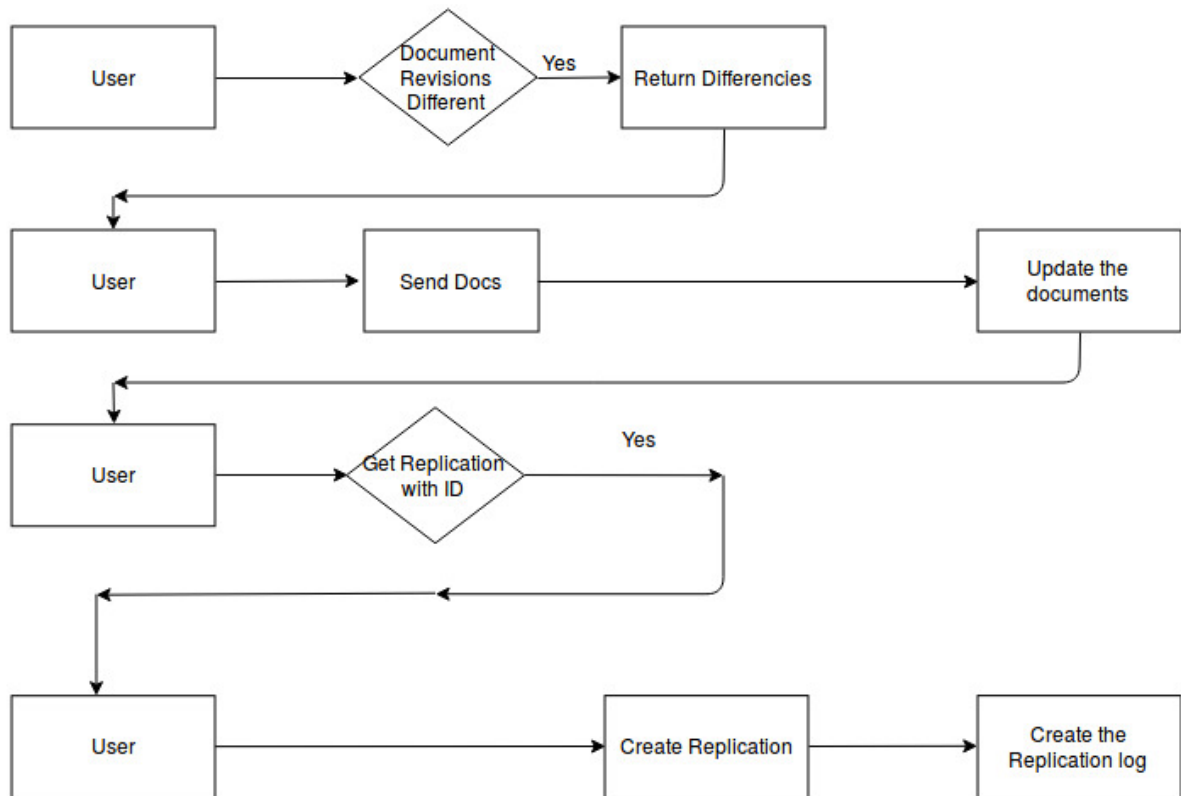 User
Document
Revisions
Different
Yes
Return Differencies
User
Send Docs
Update the
documents
User
Get Replication
with ID
Yes
User
Create Replication
Create the
Replication log